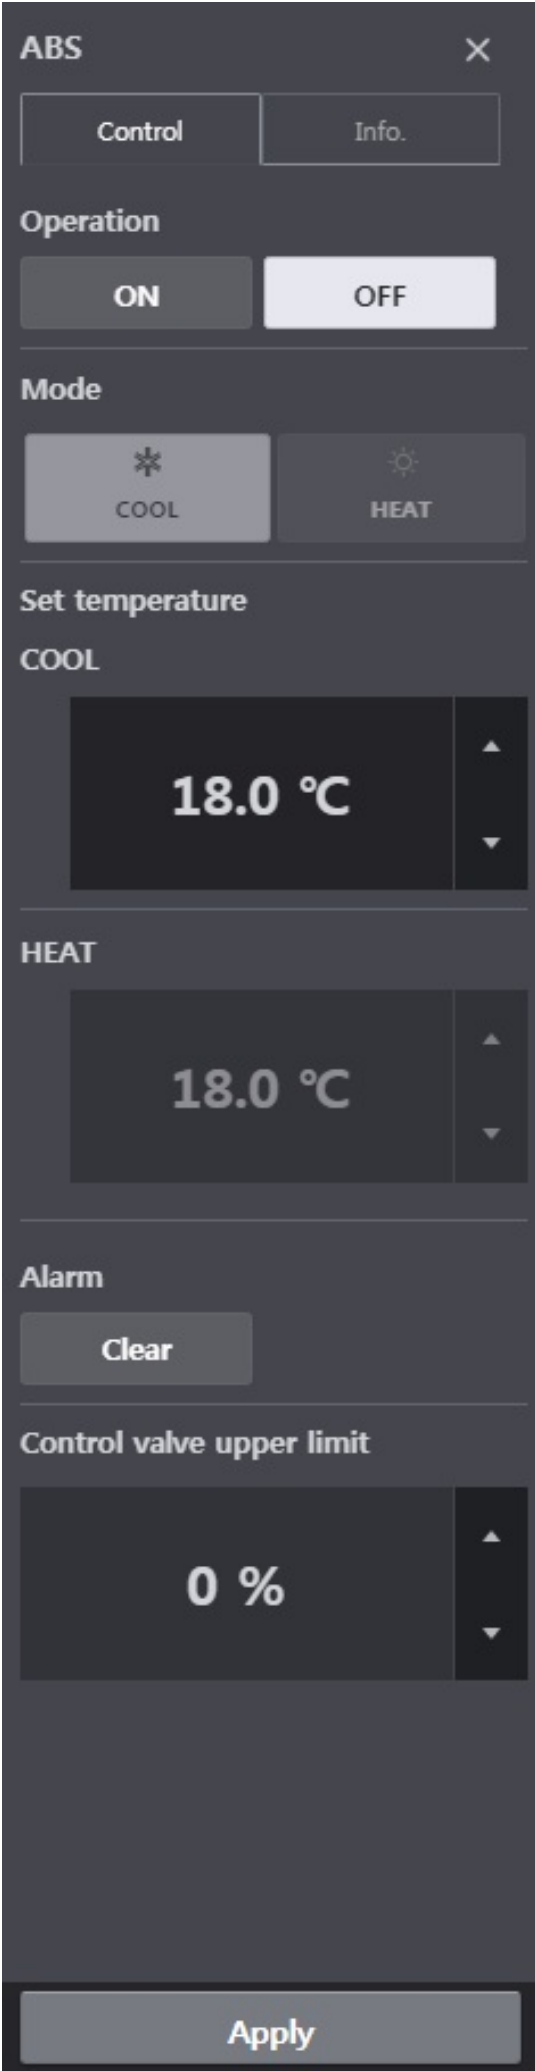 ABS
Control Info.
Operation
ON OFF
Mode
COOL HEAT
Set temperature
COOL
18.0 ℃
HEAT
18.0 ℃
Alarm
Clear
Control valve upper limit
0 %
Apply